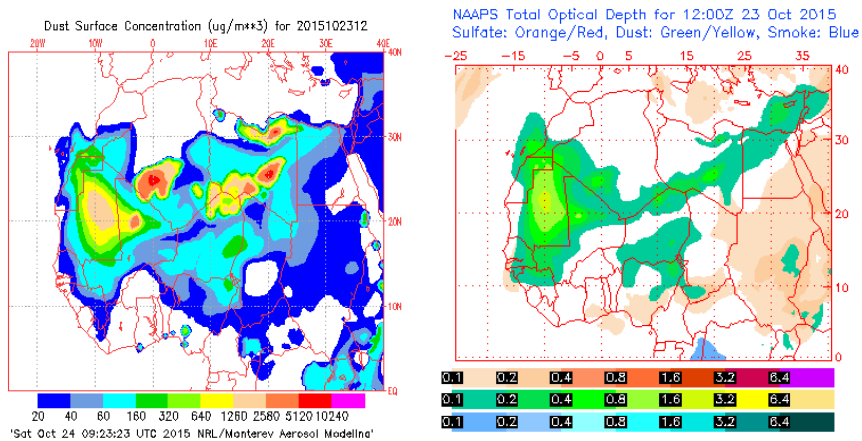 Dust Surface Concentration (ug/m**3) for 2015102312
20W 10W 0 10E 20E 30E 40N
30N
20N
10N
EQ
20 40 60 160 320 640 1260 2580 5120 10240
'Sat Oct 24 09:23:23 UTC 2015 NRL/Monterey Aerosol Modeling'
NAAPS Total Optical Depth for 12:00Z 23 Oct 2015
Sulfate: Orange/Red, Dust: Green/Yellow, Smoke: Blue
-25 -15 -5 0 5 15 25 35 40
30
20
10
0
0.1 0.2 0.4 0.8 1.6 3.2 6.4
0.1 0.2 0.4 0.8 1.6 3.2 6.4
0.1 0.2 0.4 0.8 1.6 3.2 6.4